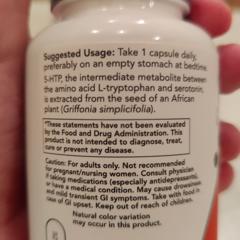 Suggested Usage: Take 1 capsule daily,
preferably on an empty stomach at bedtime.
5-HTP, the intermediate metabolite between
the amino acid L-tryptophan and serotonin,
is extracted from the seed of an African
plant (Griffonia simplicifolia).
*These statements have not been evaluated
by the Food and Drug Administration. This
product is not intended to diagnose, treat,
cure or prevent any disease.
Caution: For adults only. Not recommended
for pregnant/nursing women. Consult physician
if taking medications (especially antidepressants),
or have a medical condition. May cause drowsiness
and mild transient GI symptoms. Take with food in
case of GI upset. Keep out of reach of children.
Natural color variation
may occur in this product.